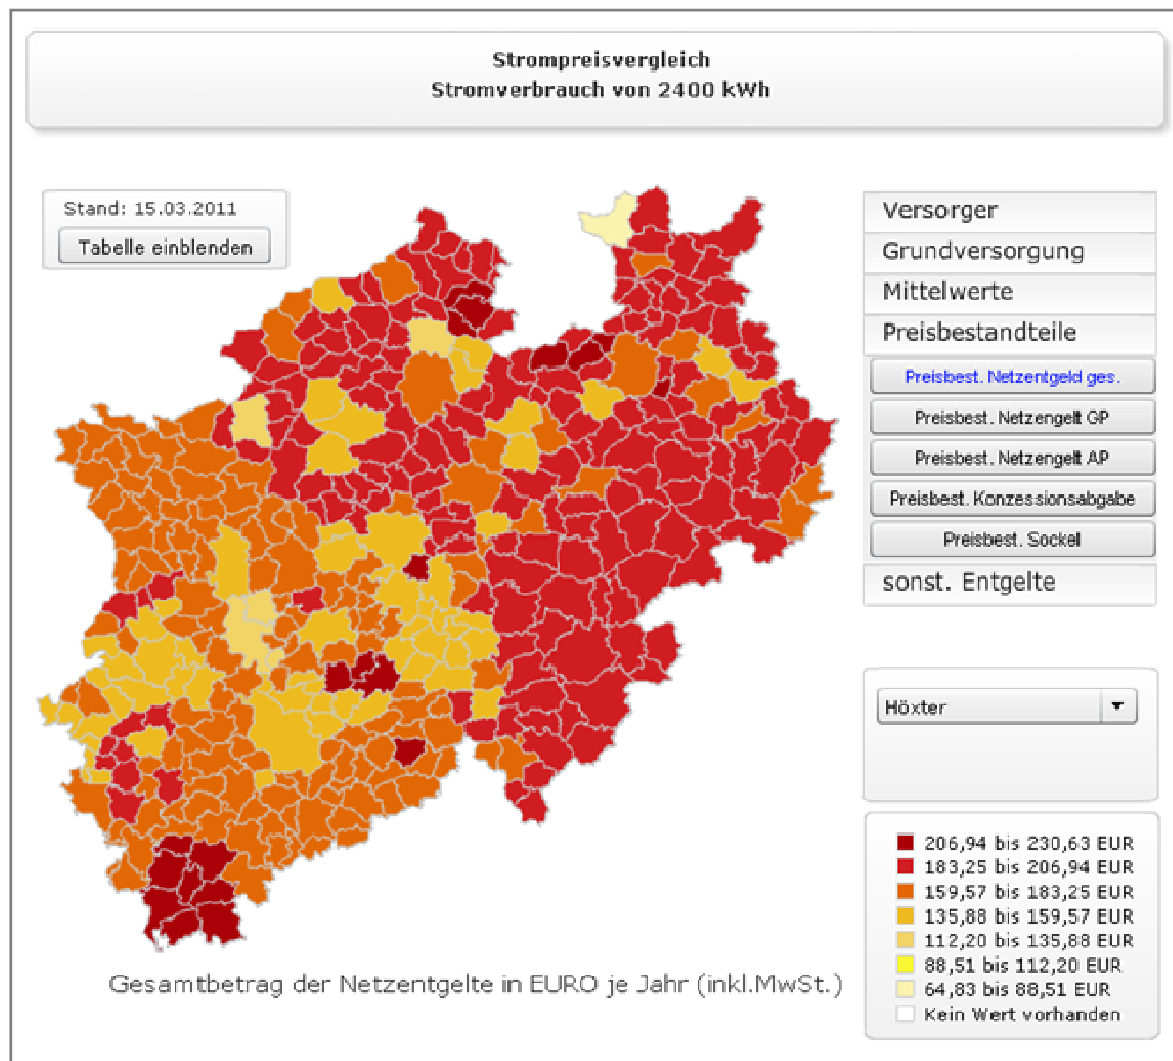 Strompreisvergleich
Stromverbrauch von 2400 kWh
Stand: 15.03.2011
Tabelle einblenden
Versorger
Grundversorgung
Mittelwerte
Preisbestandteile
Preisbest. Netzentgeld ges.
Preisbest. Netzengelt GP
Preisbest. Netzengelt AP
Preisbest. Konzessionsabgabe
Preisbest. Sockel
sonst. Entgelte
Höxter
206,94 bis 230,63 EUR
183,25 bis 206,94 EUR
159,57 bis 183,25 EUR
135,88 bis 159,57 EUR
112,20 bis 135,88 EUR
88,51 bis 112,20 EUR
64,83 bis 88,51 EUR
Kein Wert vorhanden
Gesamtbetrag der Netzentgelte in EURO je Jahr (inkl.MwSt.)